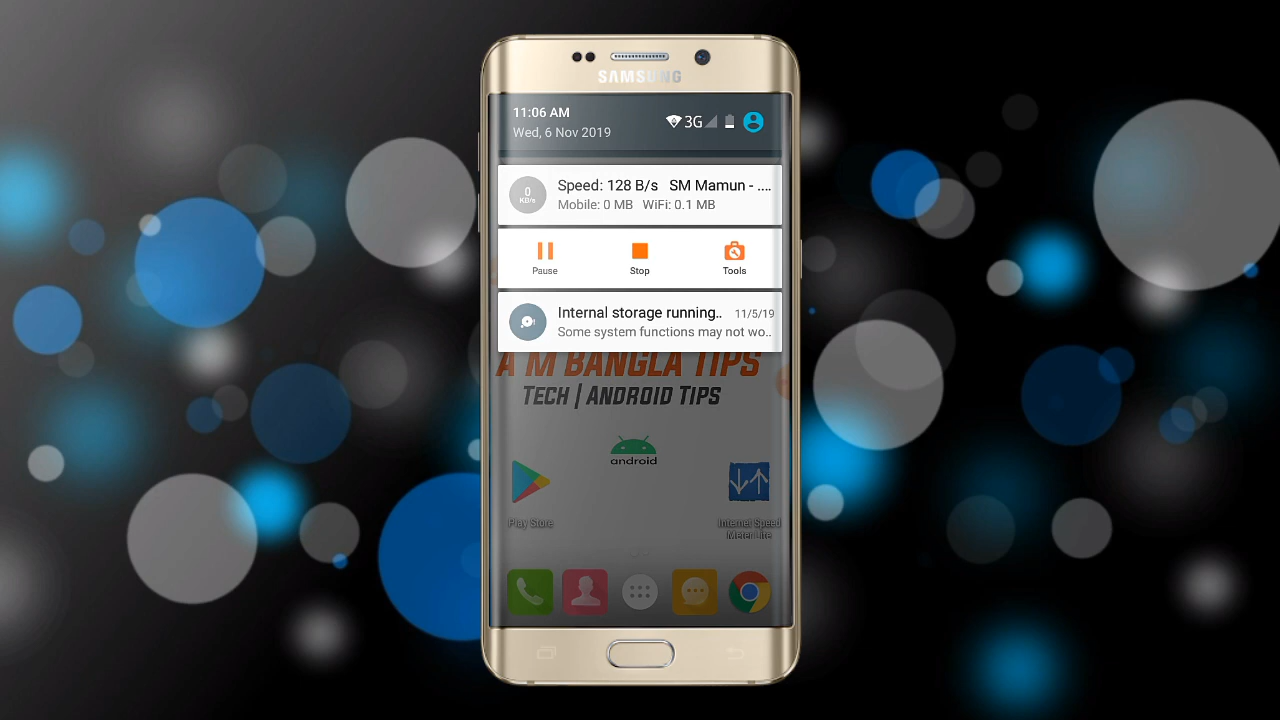 SAMSUNG
11:06 AM
3G
Wed, 6 Nov 2019
0
KB/s
Speed: 128 B/s SM Mamun - ....
Mobile: 0 MB WiFi: 0.1 MB
Pause
Stop
Tools
Internal storage running.. 11/5/19
Some system functions may not wo..
A M BANGLA TIPS
TECH | ANDROID TIPS
android
Play Store
Internet Speed
Meter Lite